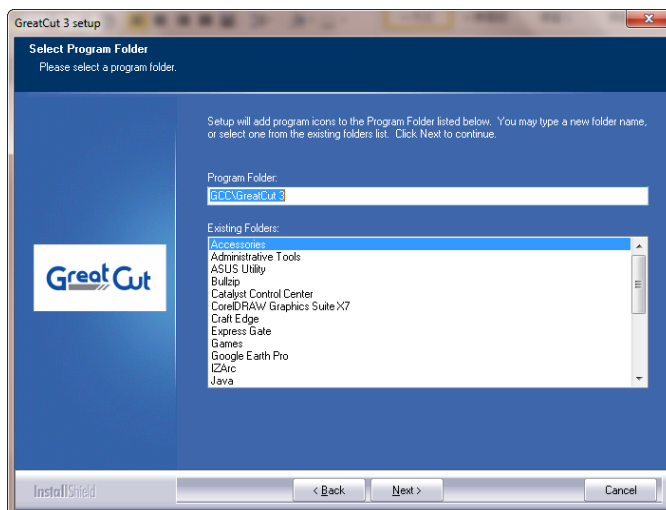 GreatCut 3 setup
Select Program Folder
Please select a program folder.
Setup will add program icons to the Program Folder listed below. You may type a new folder name,
or select one from the existing folders list. Click Next to continue.
Program Folder:
GCC\GreatCut 3
Existing Folders:
Accessories
Administrative Tools
ASUS Utility
Bullzip
Catalyst Control Center
CorelDRAW Graphics Suite X7
Craft Edge
Express Gate
Games
Google Earth Pro
IZArc
Java
Great Cut
InstallShield
< Back
Next >
Cancel